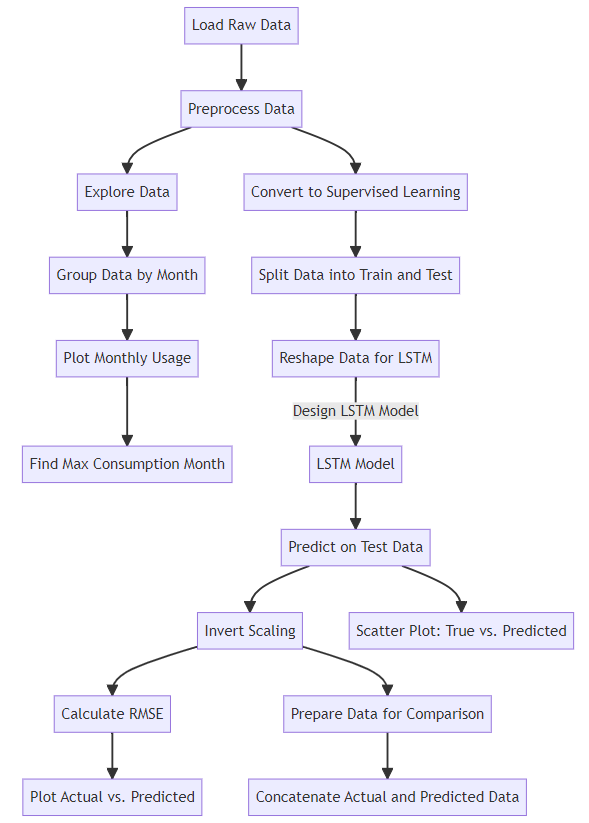 Load Raw Data
Preprocess Data
Explore Data
Convert to Supervised Learning
Group Data by Month
Split Data into Train and Test
Plot Monthly Usage
Reshape Data for LSTM
Design LSTM Model
Find Max Consumption Month
LSTM Model
Predict on Test Data
Invert Scaling
Scatter Plot: True vs. Predicted
Calculate RMSE
Prepare Data for Comparison
Plot Actual vs. Predicted
Concatenate Actual and Predicted Data